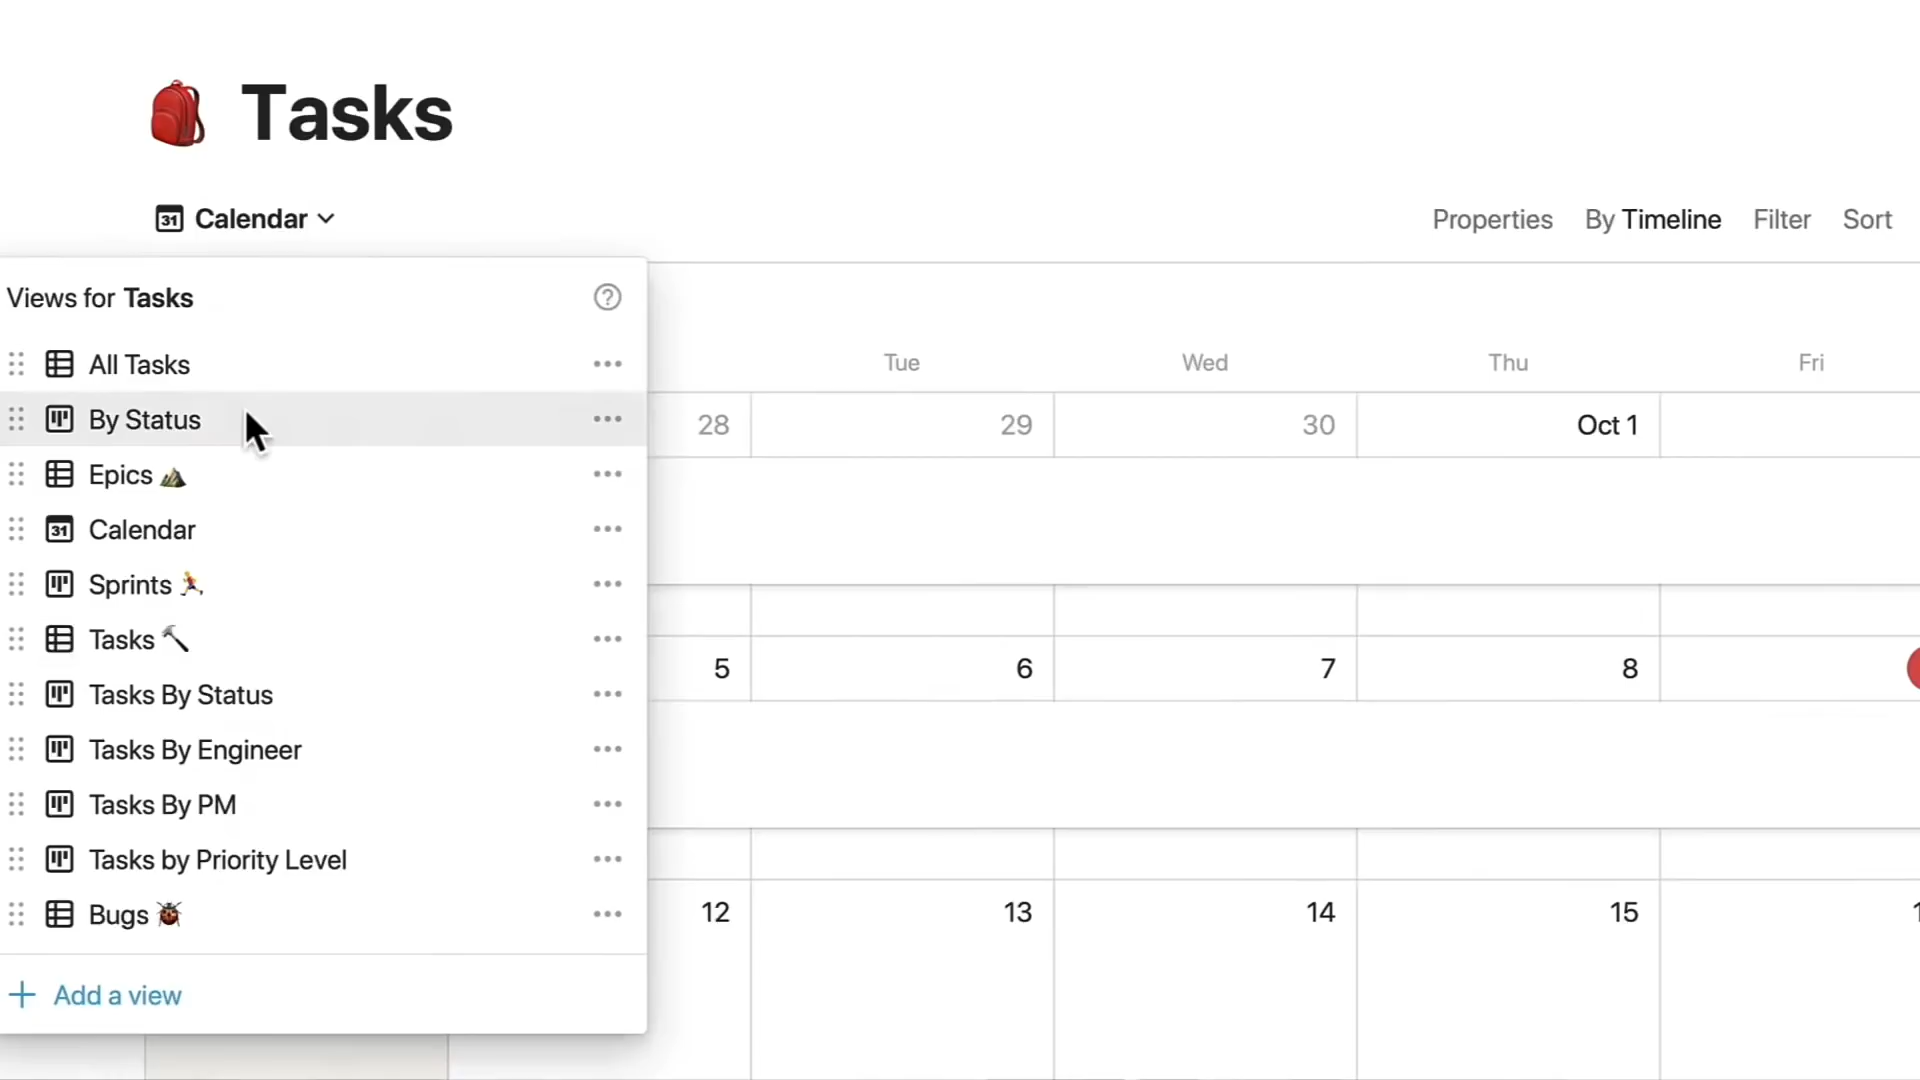 Tasks
31 Calendar
Properties By Timeline Filter Sort
Views for Tasks ?
All Tasks
By Status
Epics
31 Calendar
Sprints
Tasks
Tasks By Status
Tasks By Engineer
Tasks By PM
Tasks by Priority Level
Bugs
+ Add a view
Tue Wed Thu Fri
28 29 30 Oct 1
5 6 7 8
12 13 14 15